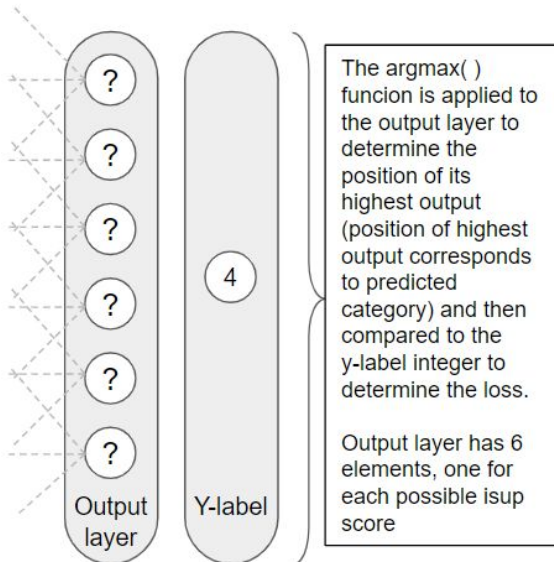 ?
?
?
?
?
?
Output
layer
4
Y-label
The argmax( )
funcion is applied to
the output layer to
determine the
position of its
highest output
(position of highest
output corresponds
to predicted
category) and then
compared to the
y-label integer to
determine the loss.
Output layer has 6
elements, one for
each possible isup
score